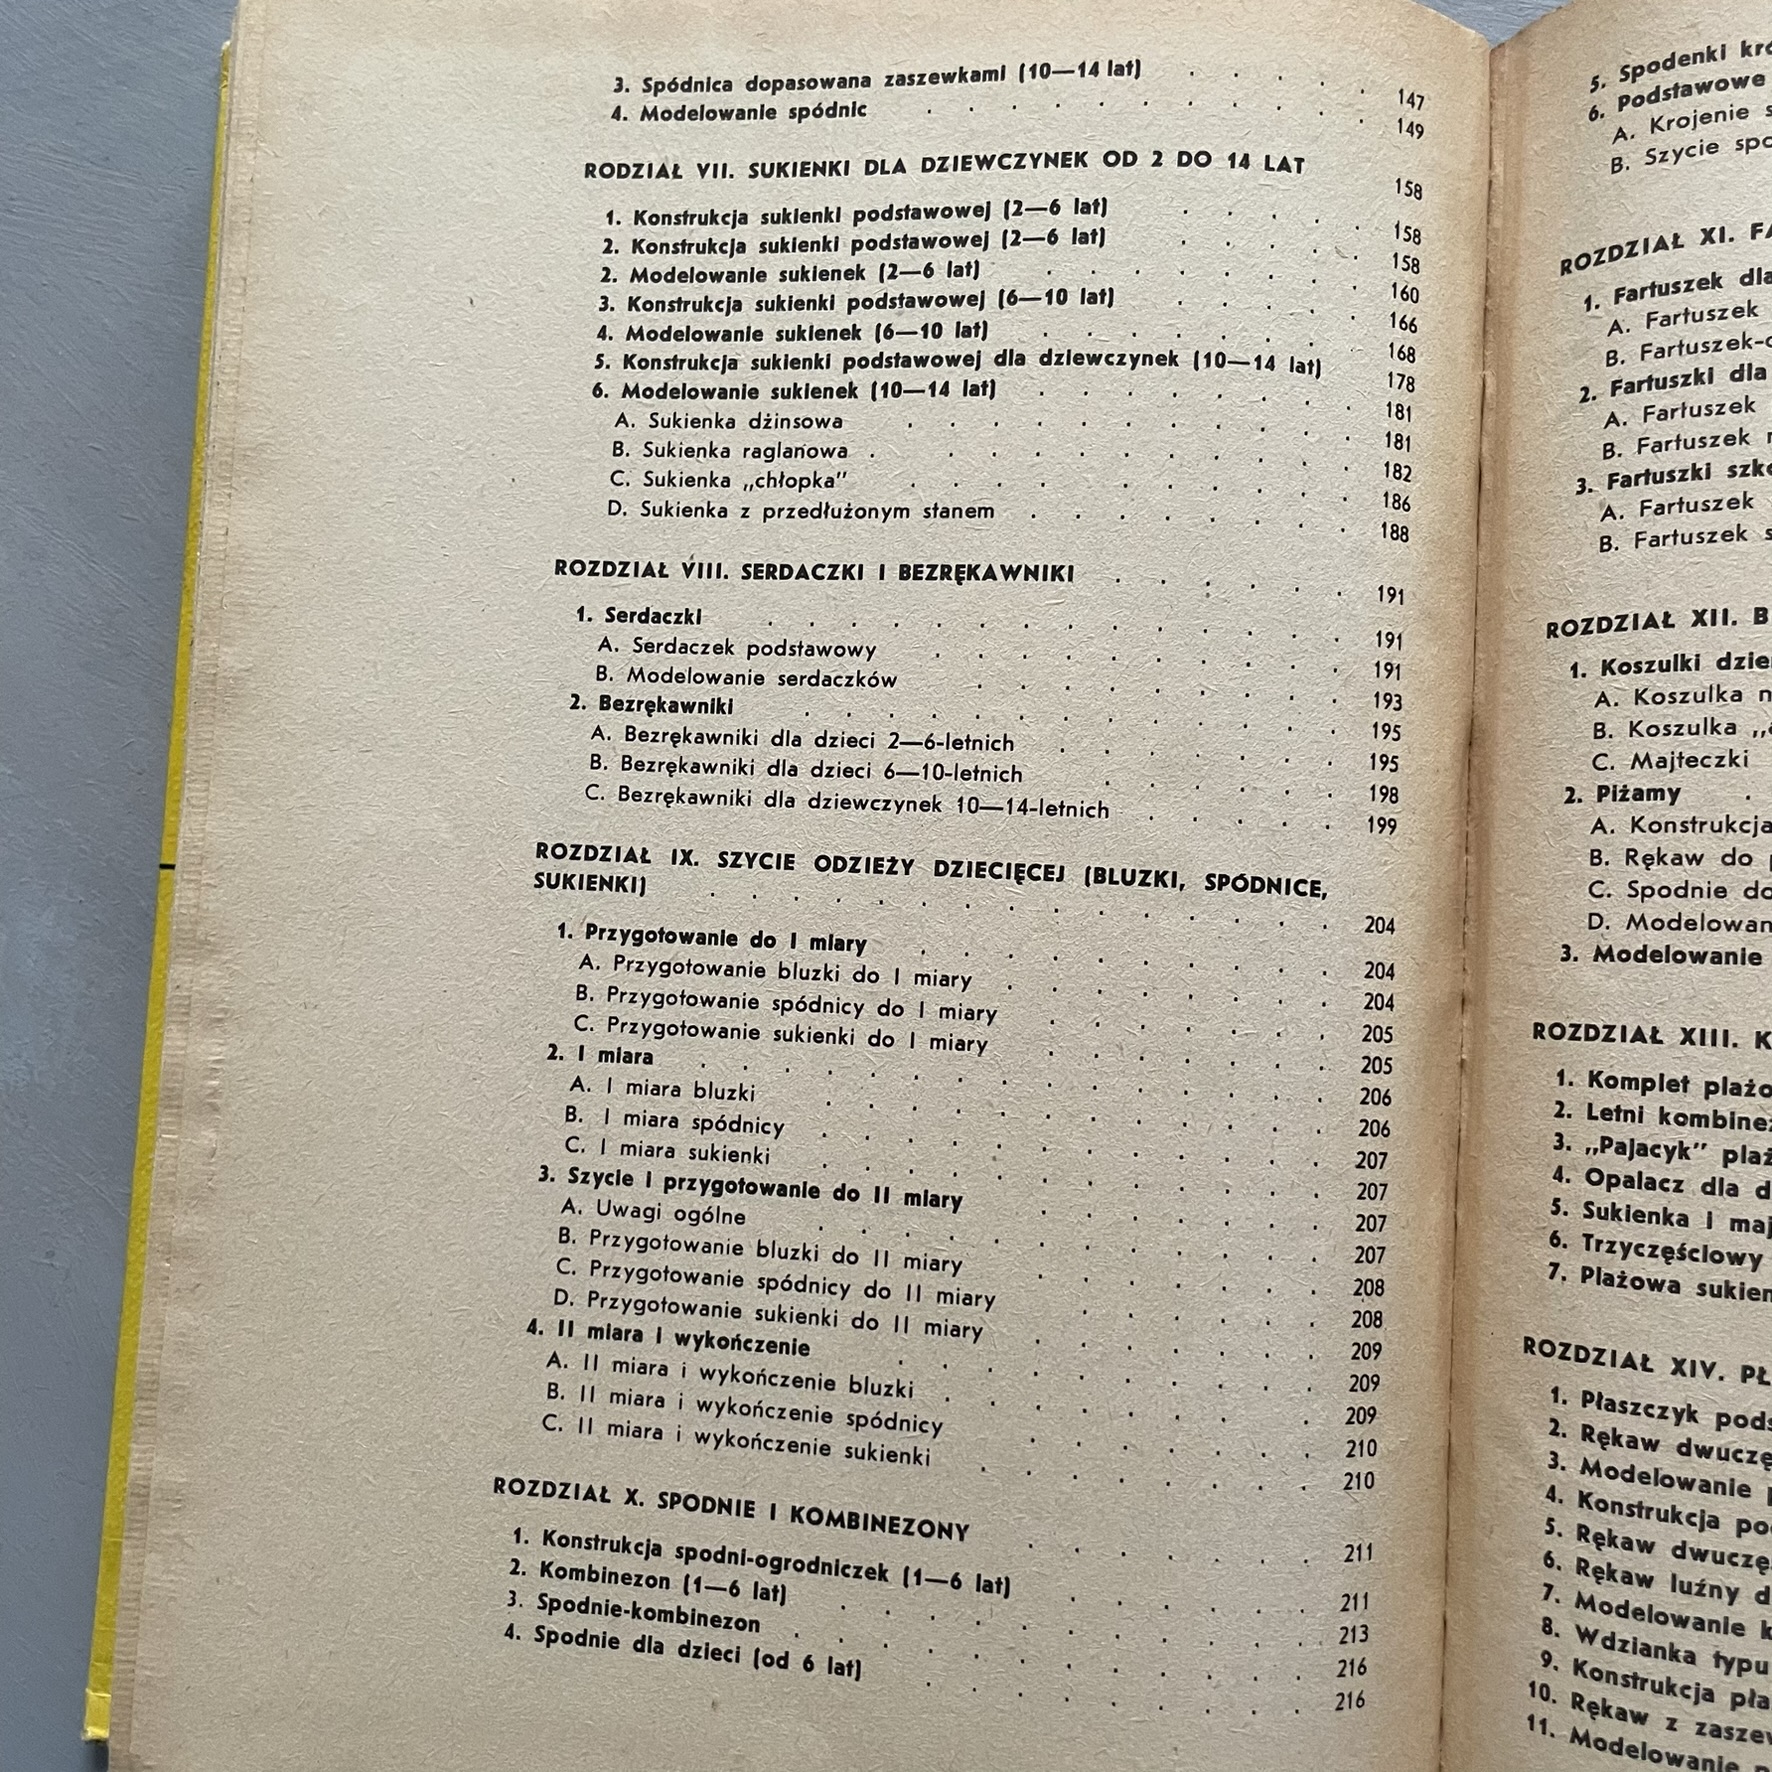 3. Spódnica dopasowana zaszewkami (10—14 lat) . . . . . 147
4. Modelowanie spódnic . . . . . . . . . . . 149
RODZIAŁ VII. SUKIENKI DLA DZIEWCZYNEK OD 2 DO 14 LAT 158
1. Konstrukcja sukienki podstawowej (2—6 lat) . . . . . 158
2. Konstrukcja sukienki podstawowej (2—6 lat) . . . . . 158
2. Modelowanie sukienek (2—6 lat) . . . . . . . . 160
3. Konstrukcja sukienki podstawowej (6—10 lat) . . . . . 166
4. Modelowanie sukienek (6—10 lat) . . . . . . . . 168
5. Konstrukcja sukienki podstawowej dla dziewczynek (10—14 lat) 178
6. Modelowanie sukienek (10—14 lat) . . . . . . . . 181
A. Sukienka dżinsowa . . . . . . . . . . . 181
B. Sukienka raglanowa . . . . . . . . . . . 182
C. Sukienka „chłopka” . . . . . . . . . . . 186
D. Sukienka z przedłużonym stanem . . . . . . . . 188
ROZDZIAŁ VIII. SERDACZKI I BEZRĘKAWNIKI . . . . . . 191
1. Serdaczki . . . . . . . . . . . . . . 191
A. Serdaczek podstawowy . . . . . . . . . . 191
B. Modelowanie serdaczków . . . . . . . . . 193
2. Bezrękawniki . . . . . . . . . . . . . 195
A. Bezrękawniki dla dzieci 2—6-letnich . . . . . . . 195
B. Bezrękawniki dla dzieci 6—10-letnich . . . . . . 198
C. Bezrękawniki dla dziewczynek 10—14-letnich . . . . . 199
ROZDZIAŁ IX. SZYCIE ODZIEŻY DZIECIĘCEJ (BLUZKI, SPÓDNICE,
SUKIENKI) . . . . . . . . . . . . . . . 204
1. Przygotowanie do I miary . . . . . . . . . . 204
A. Przygotowanie bluzki do I miary . . . . . . . . 204
B. Przygotowanie spódnicy do I miary . . . . . . . 205
C. Przygotowanie sukienki do I miary . . . . . . . 205
2. I miara . . . . . . . . . . . . . . . 206
A. I miara bluzki . . . . . . . . . . . . 206
B. I miara spódnicy . . . . . . . . . . . . 207
C. I miara sukienki . . . . . . . . . . . . 207
3. Szycie i przygotowanie do II miary . . . . . . . 207
A. Uwagi ogólne . . . . . . . . . . . . 207
B. Przygotowanie bluzki do II miary . . . . . . . . 208
C. Przygotowanie spódnicy do II miary . . . . . . . 208
D. Przygotowanie sukienki do II miary . . . . . . . 209
4. II miara i wykończenie . . . . . . . . . . 209
A. II miara i wykończenie bluzki . . . . . . . . . 209
B. II miara i wykończenie spódnicy . . . . . . . . 210
C. II miara i wykończenie sukienki . . . . . . . . 210
ROZDZIAŁ X. SPODNIE I KOMBINEZONY . . . . . . . 211
1. Konstrukcja spodni-ogrodniczek (1—6 lat) . . . . . . 211
2. Kombinezon (1—6 lat) . . . . . . . . . . . 213
3. Spodnie-kombinezon . . . . . . . . . . . . 216
4. Spodnie dla dzieci (od 6 lat) . . . . . . . . . 216
5. Spodenki
6. Podstawowe
A. Krojenie
B. Szycie
ROZDZIAŁ XI.
1. Fartuszek dla
A. Fartuszek
B.
2. Fartuszki dla
A. Fartuszek
B. Fartuszek
3. Fartuszki
A. Fartuszek
B. Fartuszek
ROZDZIAŁ XII.
1. Koszulki
A. Koszulka
B. Koszulka
C. Majteczki
2. Piżamy .
A. Konstrukcja
B. Rękaw do
C. Spodnie
D.
3. Modelowanie
ROZDZIAŁ XIII.
1. Komplet
2. Letni
3. „Pajacyk”
4. Opalacz dla
5. Sukienka i
6. Trzyczęściowy
7. Plażowa
ROZDZIAŁ XIV.
1. Płaszczyk
2. Rękaw
3. Modelowanie
4. Konstrukcja
5. Rękaw
6. Rękaw luźny
7. Modelowanie
8. Wdzianka typu
9. Konstrukcja
10. Rękaw z
11. Modelowanie